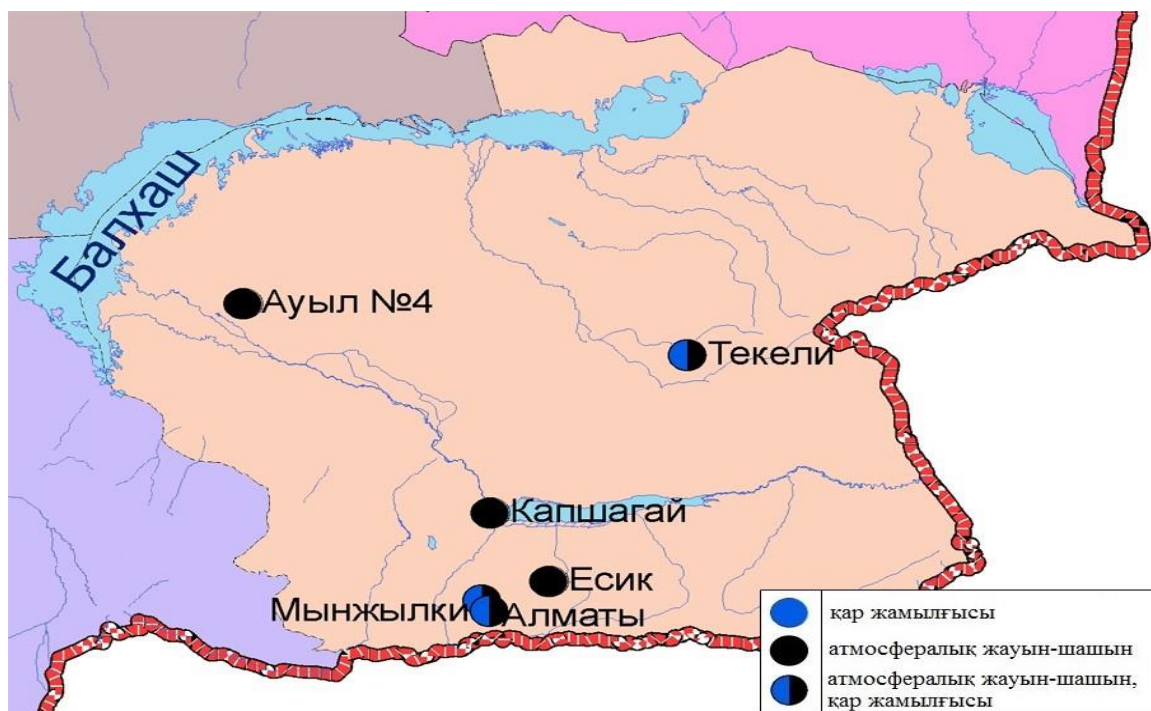 Балхаш
Ауыл №4
Текели
Капшагай
Есик
Мынжылки
Алматы
қар жамылғысы
атмосфералық жауын-шашын
атмосфералық жауын-шашын,
қар жамылғысы